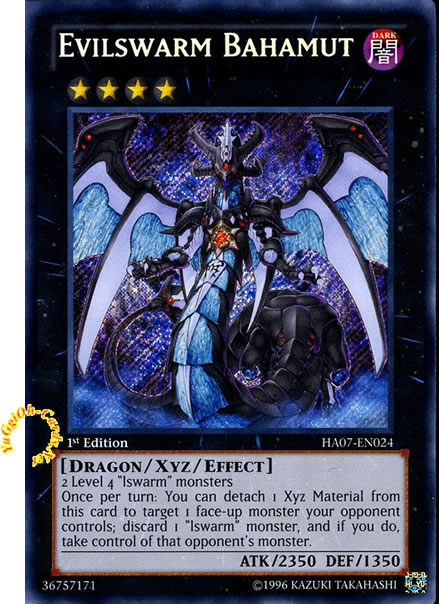 EVILSWARM BAHAMUT
DARK
闇
YuGgiOh-Cards.Net
1st Edition
HA07-EN024
[DRAGON/XYZ/EFFECT]
2 Level 4 "lswarm" monsters
Once per turn: You can detach 1 Xyz Material from
this card to target 1 face-up monster your opponent
controls; discard 1 "lswarm" monster, and if you do,
take control of that opponent's monster.
ATK/2350 DEF/1350
36757171
©1996 KAZUKI TAKAHASHI